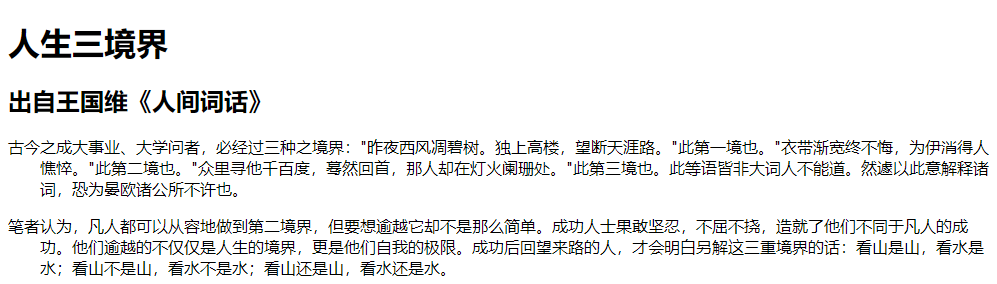 人生三境界
出自王国维《人间词话》
古今之成大事业、大学问者，必经过三种之境界："昨夜西风凋碧树。独上高楼，望断天涯路。"此第一境也。"衣带渐宽终不悔，为伊消得人
憔悴。"此第二境也。"众里寻他千百度，蓦然回首，那人却在灯火阑珊处。"此第三境也。此等语皆非大词人不能道。然遽以此意解释诸
词，恐为晏欧诸公所不许也。
笔者认为，凡人都可以从容地做到第二境界，但要想逾越它却不是那么简单。成功人士果敢坚忍，不屈不挠，造就了他们不同于凡人的成
功。他们逾越的不仅仅是人生的境界，更是他们自我的极限。成功后回望来路的人，才会明白另解这三重境界的话：看山是山，看水是
水；看山不是山，看水不是水；看山还是山，看水还是水。